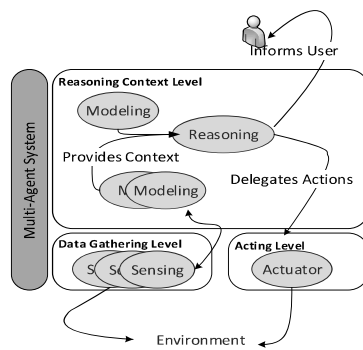 Informs User
Reasoning Context Level
Modeling
Reasoning
Provides Context
Modeling
Delegates Actions
Multi-Agent System
Data Gathering Level
Acting Level
Sensing
Actuator
Environment